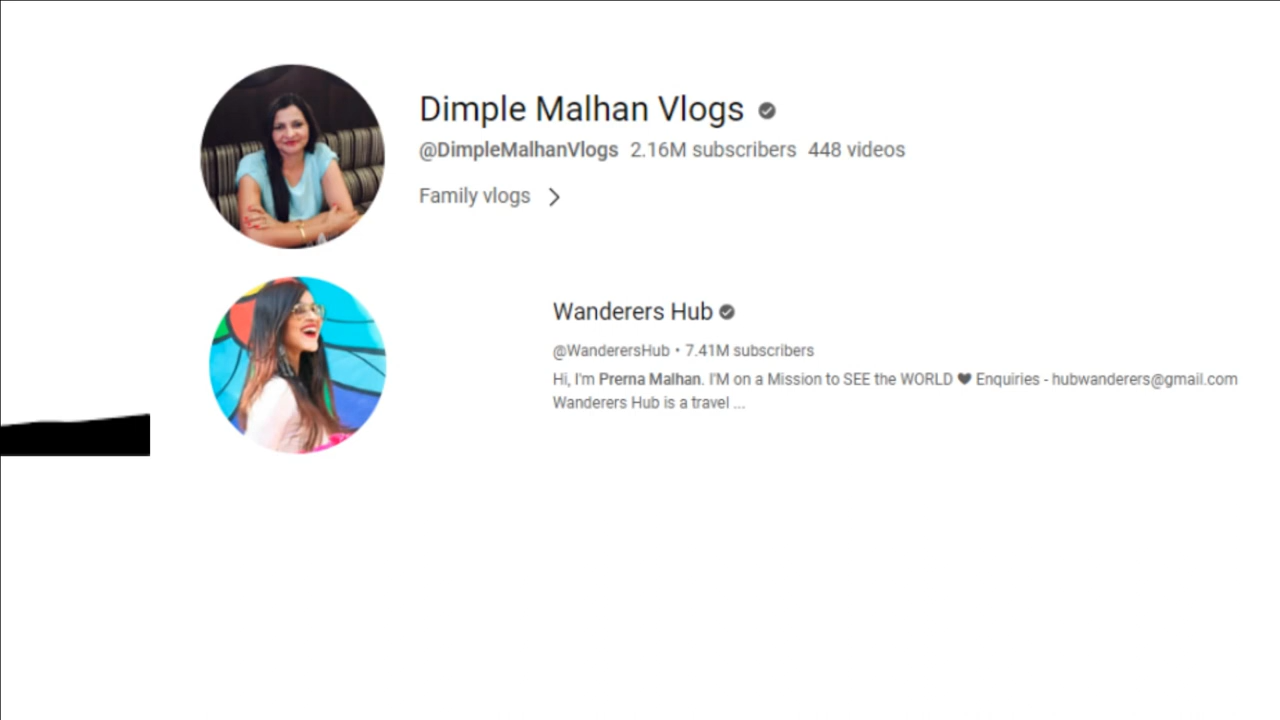 Dimple Malhan Vlogs
@DimpleMalhanVlogs 2.16M subscribers 448 videos
Family vlogs
Wanderers Hub
@WanderersHub • 7.41M subscribers
Hi, I'm Prerna Malhan. I'M on a Mission to SEE the WORLD ❤ Enquiries - hubwanderers@gmail.com
Wanderers Hub is a travel ...